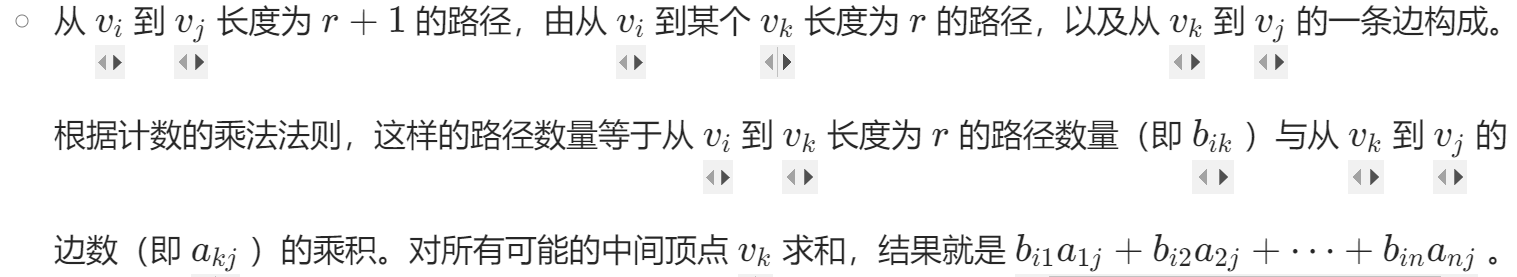 ○ 从 $v_i$ 到 $v_j$ 长度为 $r+1$ 的路径，由从 $v_i$ 到某个 $v_k$ 长度为 $r$ 的路径，以及从 $v_k$ 到 $v_j$ 的一条边构成。
根据计数的乘法法则，这样的路径数量等于从 $v_i$ 到 $v_k$ 长度为 $r$ 的路径数量（即 $b_{ik}$ ）与从 $v_k$ 到 $v_j$ 的
边数（即 $a_{kj}$ ）的乘积。对所有可能的中间顶点 $v_k$ 求和，结果就是 $b_{i1}a_{1j}+b_{i2}a_{2j}+\cdots+b_{in}a_{nj}$ 。